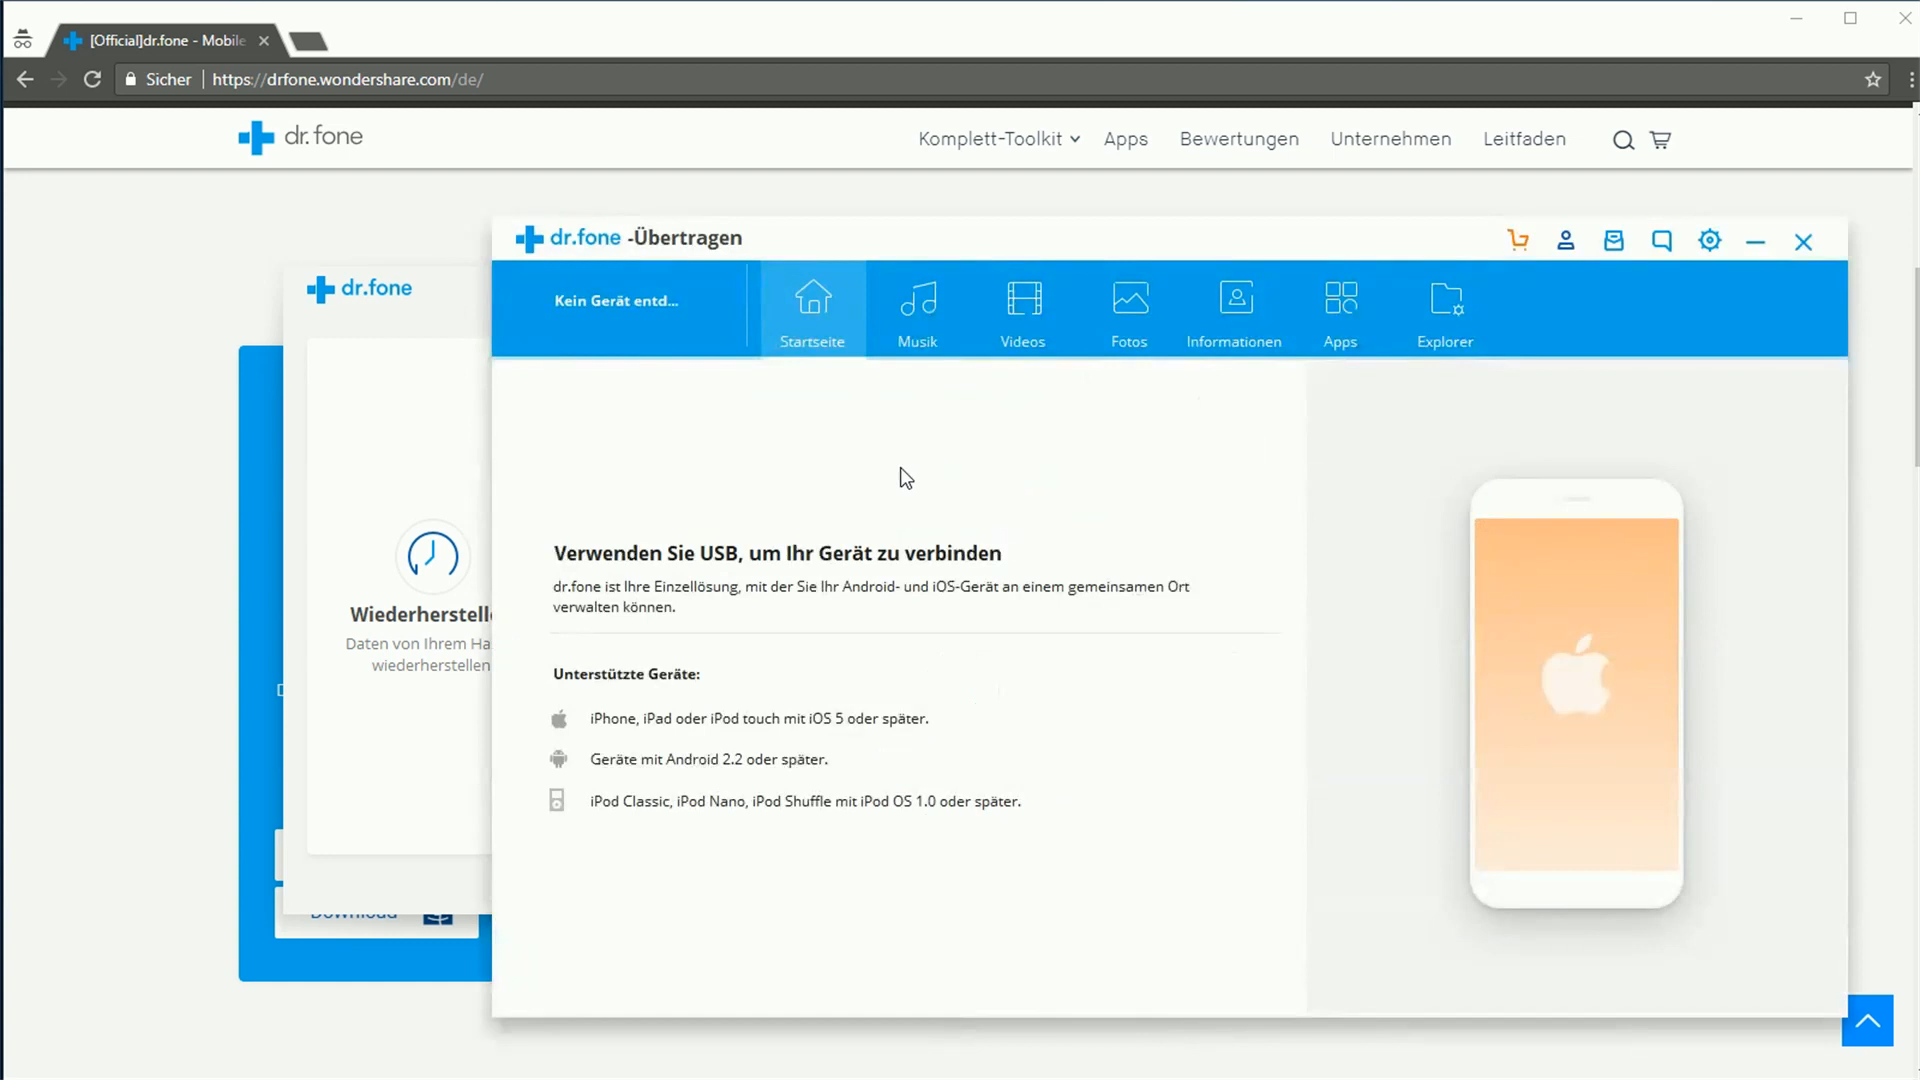 [Official]dr.fone - Mobile
Sicher https://drfone.wondershare.com/de/
dr.fone
Komplett-Toolkit Apps Bewertungen Unternehmen Leitfaden
dr.fone -Übertragen
dr.fone
Kein Gerät entd...
Startseite Musik Videos Fotos Informationen Apps Explorer
Verwenden Sie USB, um Ihr Gerät zu verbinden
dr.fone ist Ihre Einzellösung, mit der Sie Ihr Android- und iOS-Gerät an einem gemeinsamen Ort
verwalten können.
Wiederherstelle
Daten von Ihrem Ha
wiederherstellen
Unterstützte Geräte:
iPhone, iPad oder iPod touch mit iOS 5 oder später.
Geräte mit Android 2.2 oder später.
iPod Classic, iPod Nano, iPod Shuffle mit iPod OS 1.0 oder später.
Download